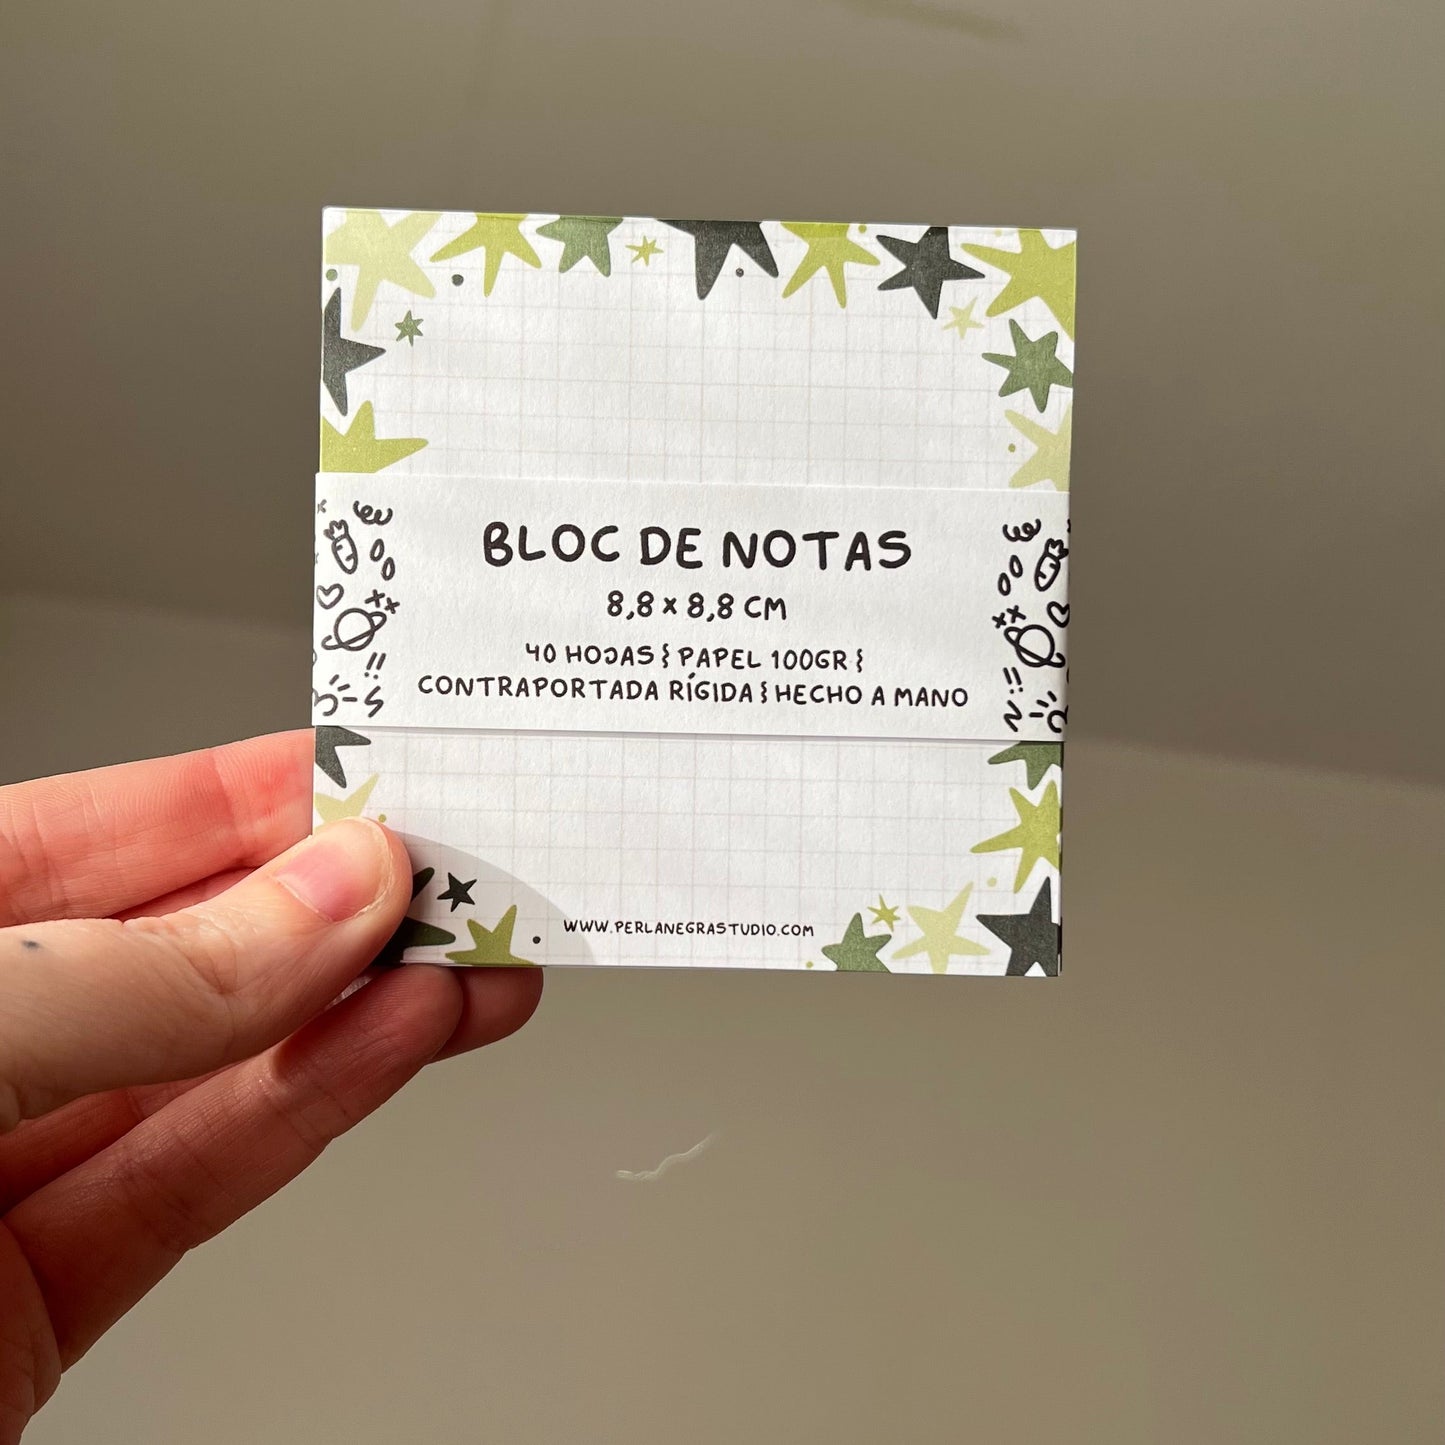 BLOC DE NOTAS
8,8 x 8,8 CM
40 HOJAS { PAPEL 100GR {
CONTRAPORTADA RÍGIDA { HECHO A MANO
WWW.PERLANEGRASTUDIO.COM